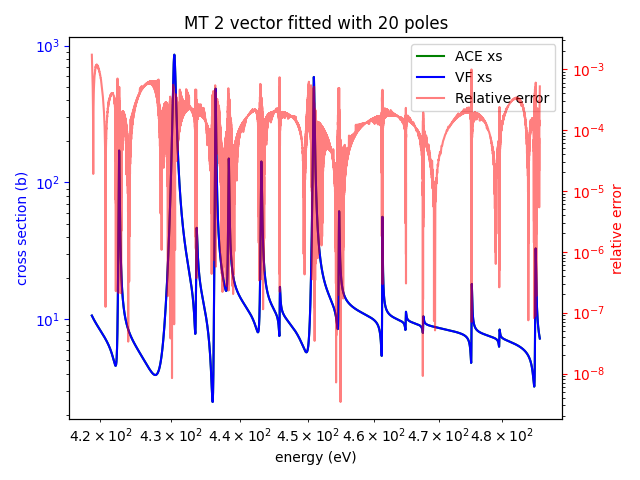 MT 2 vector fitted with 20 poles
ACE xs
VF xs
Relative error
10³
10²
10¹
cross section (b)
10⁻³
10⁻⁴
10⁻⁵
10⁻⁶
10⁻⁷
10⁻⁸
relative error
4.2 × 10² 4.3 × 10² 4.4 × 10² 4.5 × 10² 4.6 × 10² 4.7 × 10² 4.8 × 10²
energy (eV)